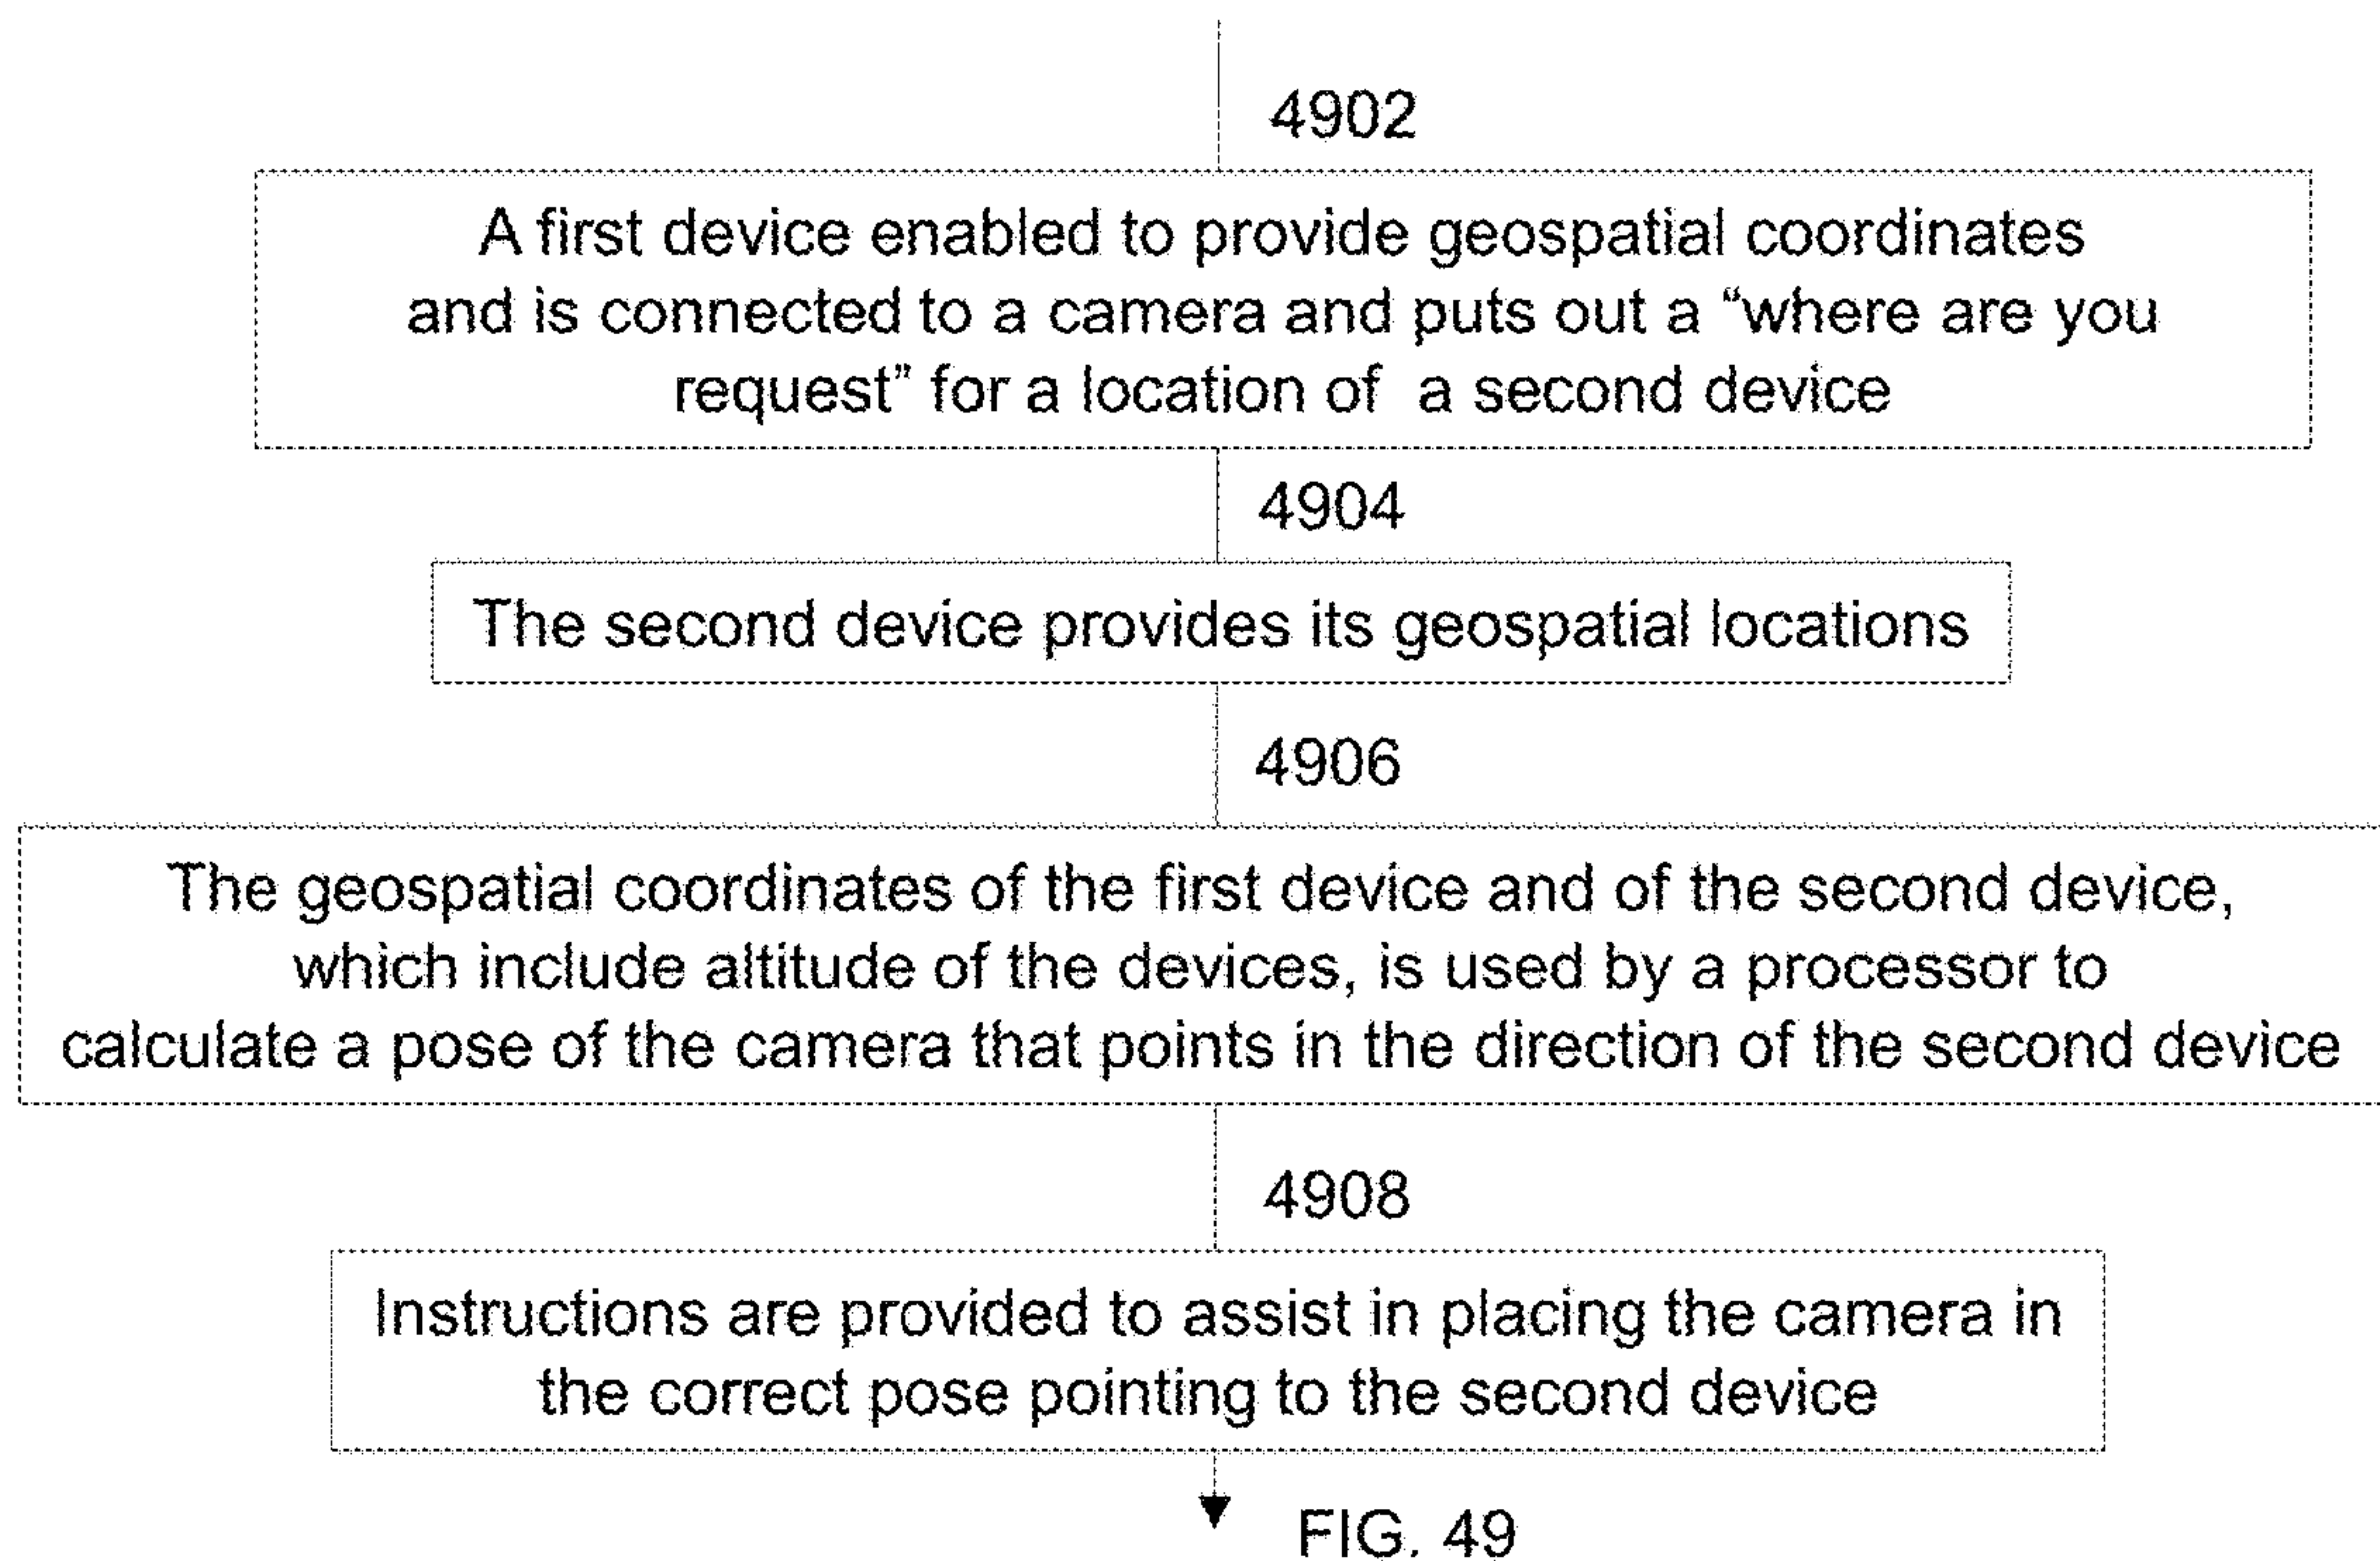 4902
A first device enabled to provide geospatial coordinates
and is connected to a camera and puts out a “where are you
request” for a location of a second device
4904
The second device provides its geospatial locations
4906
The geospatial coordinates of the first device and of the second device,
which include altitude of the devices, is used by a processor to
calculate a pose of the camera that points in the direction of the second device
4908
Instructions are provided to assist in placing the camera in
the correct pose pointing to the second device
FIG. 49